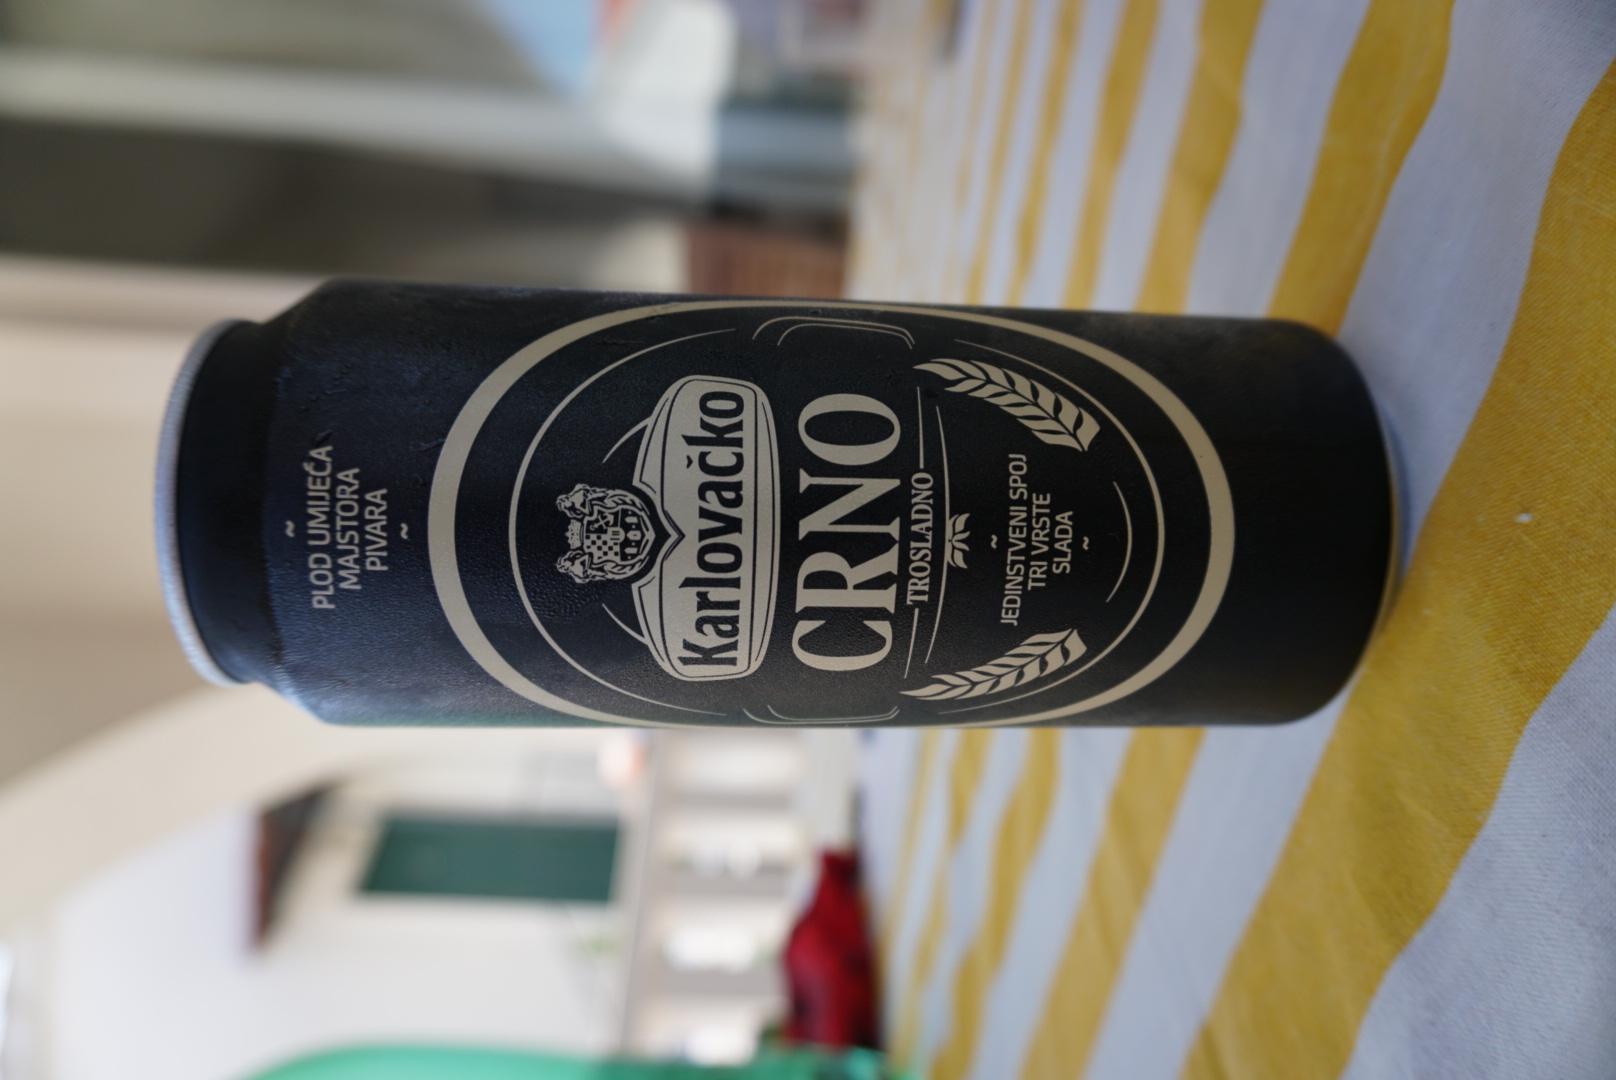 PLOD UMIJEĆA
MAJSTORA
PIVARA
Karlovačko
CRNO
TROSLADNO
JEDINSTVENI SPOJ
TRI VRSTE
SLADA